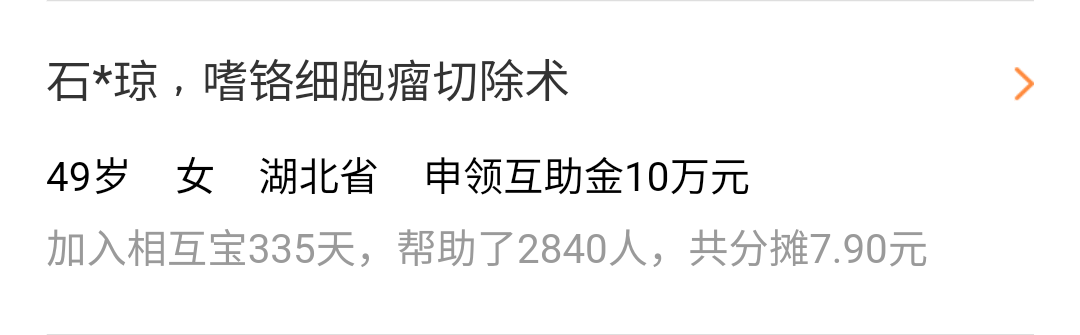 石*琼，嗜铬细胞瘤切除术
49岁 女 湖北省 申领互助金10万元
加入相互宝335天，帮助了2840人，共分摊7.90元